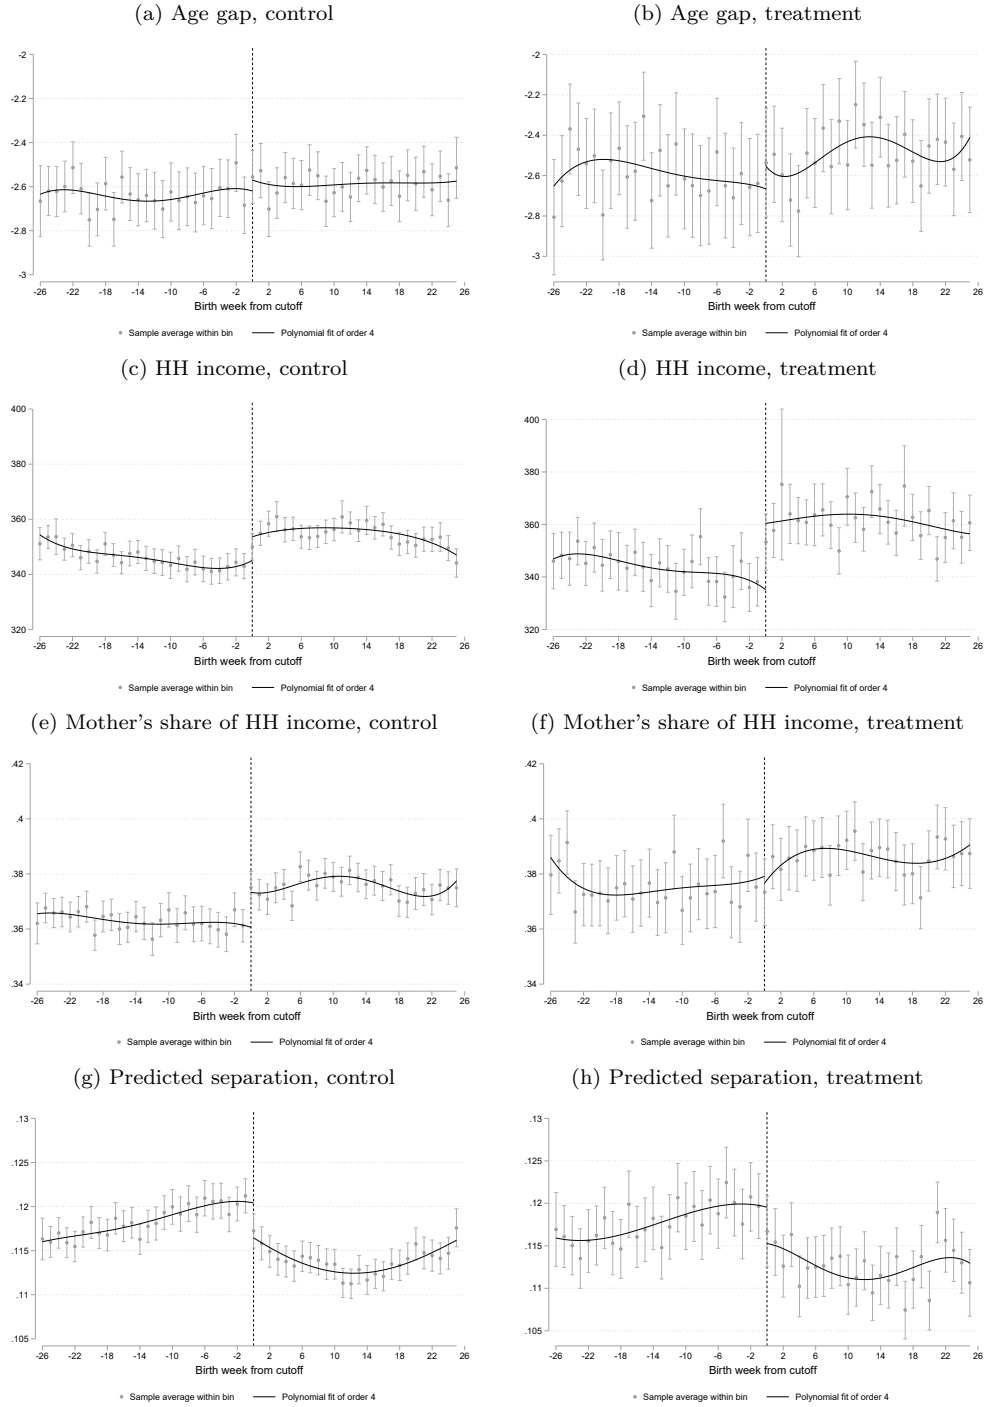 (a) Age gap, control
-2
-2.2
-2.4
-2.6
-2.8
-3
-26 -22 -18 -14 -10 -6 -2 2 6 10 14 18 22 26
Birth week from cutoff
Sample average within bin Polynomial fit of order 4
(b) Age gap, treatment
-2
-2.2
-2.4
-2.6
-2.8
-3
-26 -22 -18 -14 -10 -6 -2 2 6 10 14 18 22 26
Birth week from cutoff
Sample average within bin Polynomial fit of order 4
(c) HH income, control
400
380
360
340
320
-26 -22 -18 -14 -10 -6 -2 2 6 10 14 18 22 26
Birth week from cutoff
Sample average within bin Polynomial fit of order 4
(d) HH income, treatment
400
380
360
340
320
-26 -22 -18 -14 -10 -6 -2 2 6 10 14 18 22 26
Birth week from cutoff
Sample average within bin Polynomial fit of order 4
(e) Mother's share of HH income, control
.42
.4
.38
.36
.34
-26 -22 -18 -14 -10 -6 -2 2 6 10 14 18 22 26
Birth week from cutoff
Sample average within bin Polynomial fit of order 4
(f) Mother's share of HH income, treatment
.42
.4
.38
.36
.34
-26 -22 -18 -14 -10 -6 -2 2 6 10 14 18 22 26
Birth week from cutoff
Sample average within bin Polynomial fit of order 4
(g) Predicted separation, control
.13
.125
.12
.115
.11
.105
-26 -22 -18 -14 -10 -6 -2 2 6 10 14 18 22 26
Birth week from cutoff
Sample average within bin Polynomial fit of order 4
(h) Predicted separation, treatment
.13
.125
.12
.115
.11
.105
-26 -22 -18 -14 -10 -6 -2 2 6 10 14 18 22 26
Birth week from cutoff
Sample average within bin Polynomial fit of order 4